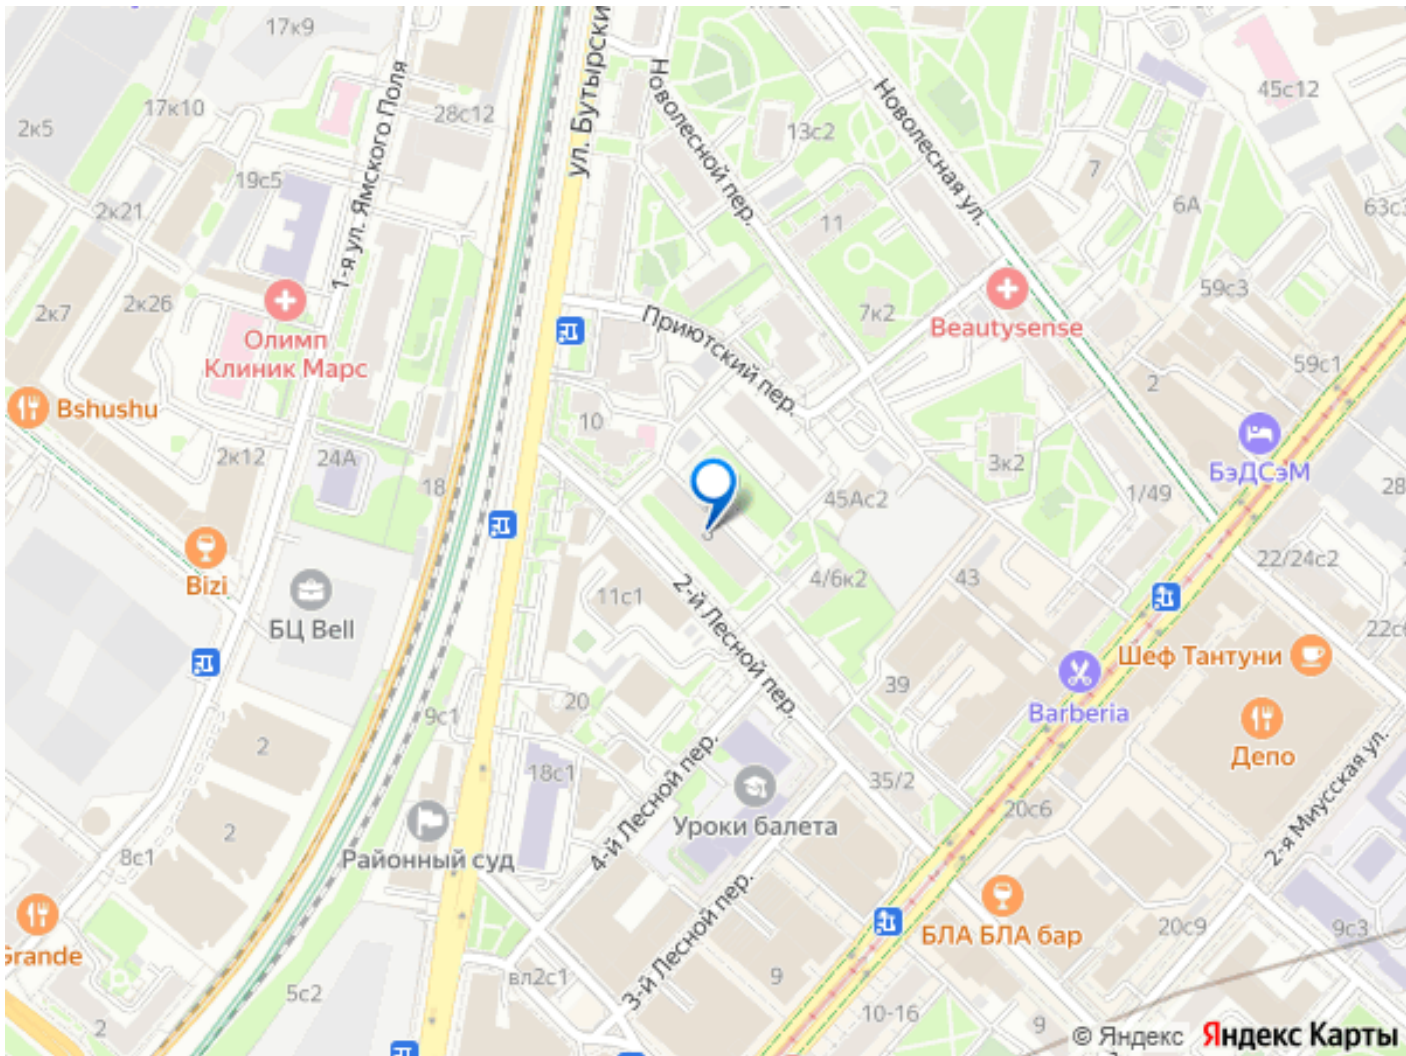 17к9
17к10
2к5
28с12
ул. Бутырски
Новолесной пер.
13с2
Новолесная ул.
45с12
7
1-я ул. Ямского Поля
19с5
2к21
6А
63с3
11
2к7
2к26
Олимп
Клиник Марс
7к2
Beautysense
59с3
Приютский пер.
59с1
2
Bshushu
10
2к12
24А
18
3к2
БэДСэМ
1/49
28
45Ас2
3
Bizi
БЦ Bell
11с1
2-й Лесной пер.
4/6к2
43
22/24с2
22с6
Шеф Тантуни
39
Barberia
Депо
20
9с1
2
18с1
4-й Лесной пер.
35/2
20с6
2-я Миусская ул.
2
8с1
Районный суд
Уроки балета
3-й Лесной пер.
Grande
БЛА БЛА бар
20с9
9с3
вл2с1
9
5с2
2
10-16
9
© Яндекс Яндекс Карты